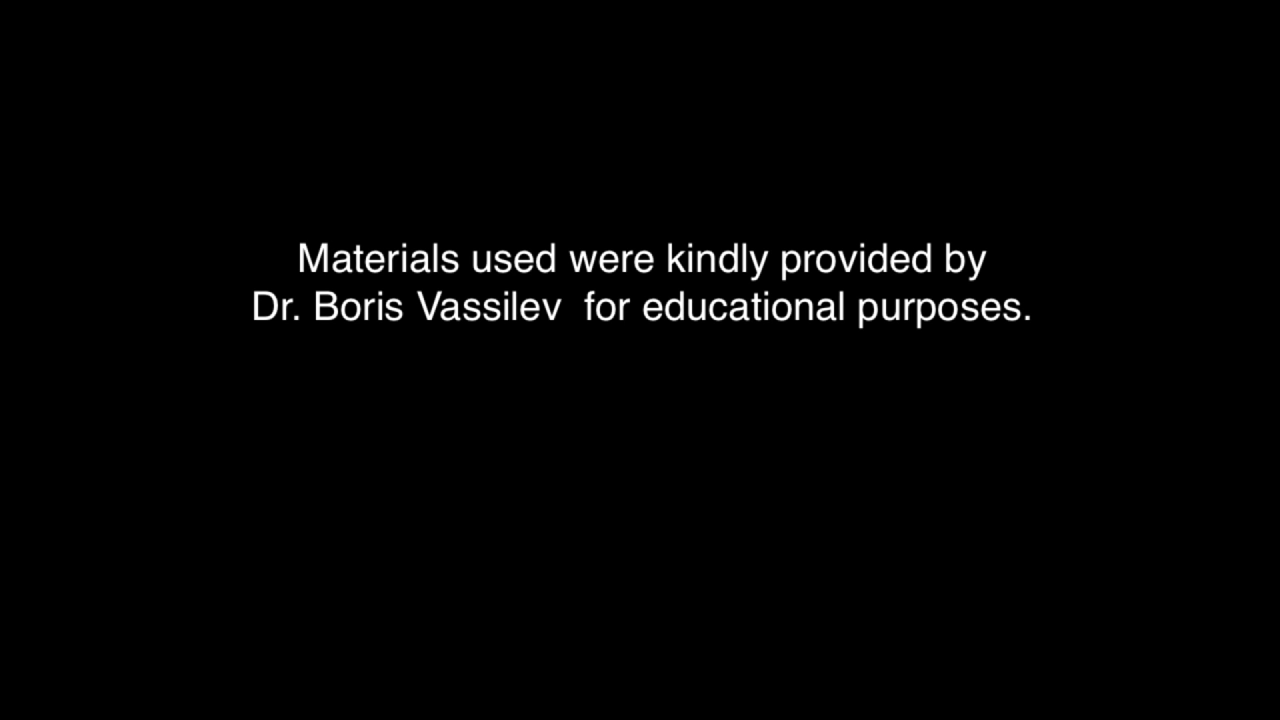 Materials used were kindly provided by
Dr. Boris Vassilev  for educational purposes.